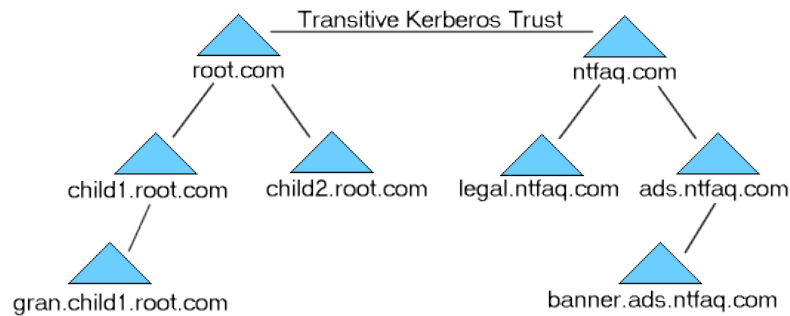 Transitive Kerberos Trust
root.com
ntfaq.com
child1.root.com
child2.root.com
legal.ntfaq.com
ads.ntfaq.com
gran.child1.root.com
banner.ads.ntfaq.com